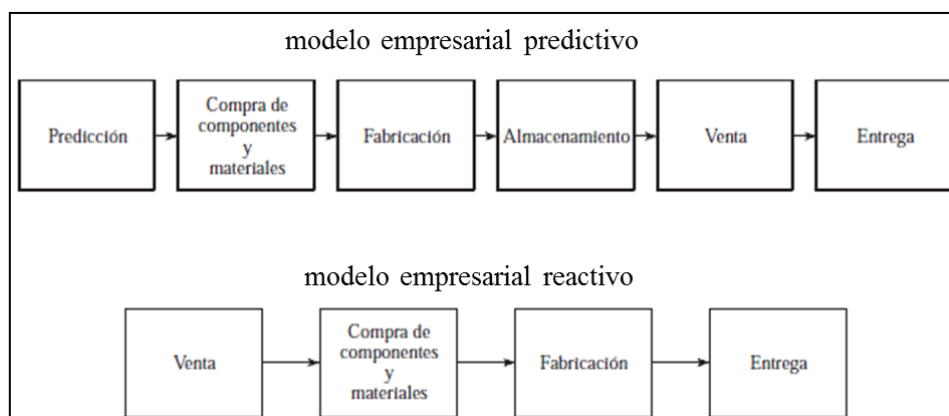 modelo empresarial predictivo
Predicción
Compra de
componentes
y
materiales
Fabricación
Almacenamiento
Venta
Entrega
modelo empresarial reactivo
Venta
Compra de
componentes
y
materiales
Fabricación
Entrega